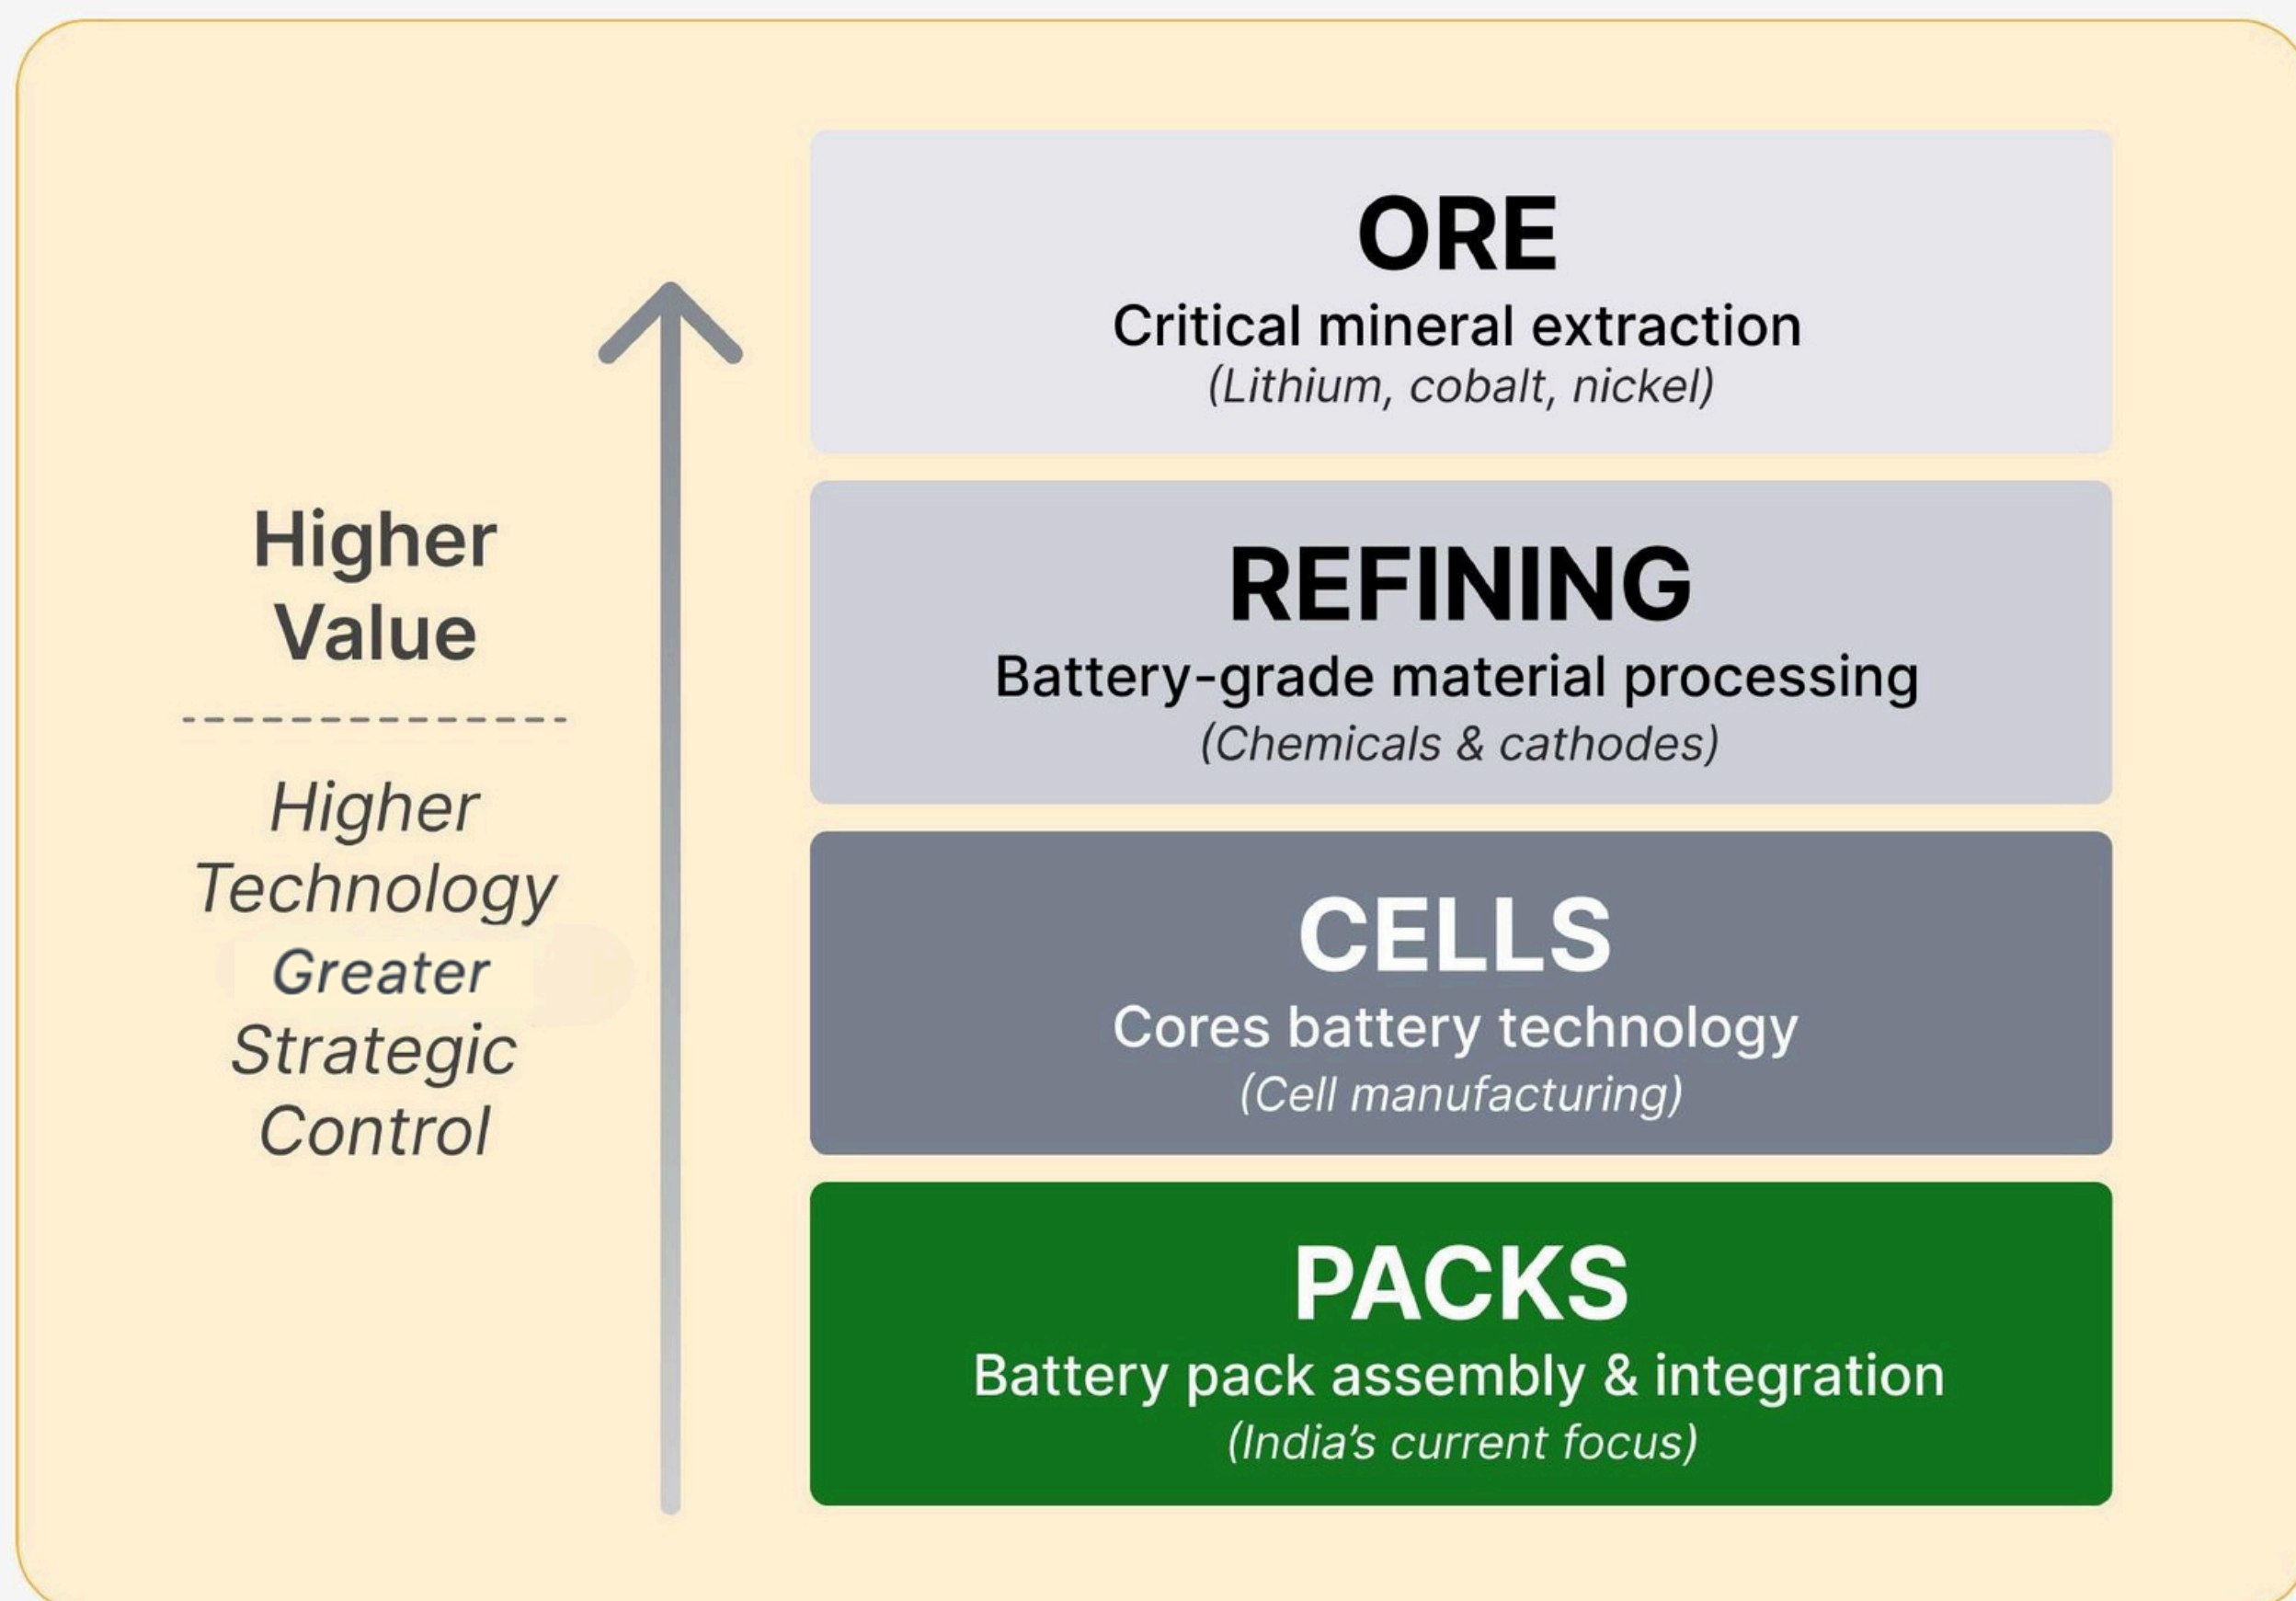 Higher
Value
Higher
Technology
Greater
Strategic
Control
ORE
Critical mineral extraction
(Lithium, cobalt, nickel)
REFINING
Battery-grade material processing
(Chemicals & cathodes)
CELLS
Cores battery technology
(Cell manufacturing)
PACKS
Battery pack assembly & integration
(India’s current focus)